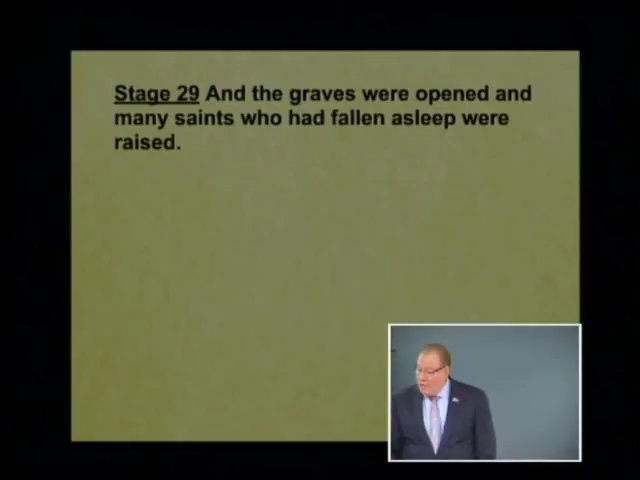 Stage 29 And the graves were opened and
many saints who had fallen asleep were
raised.